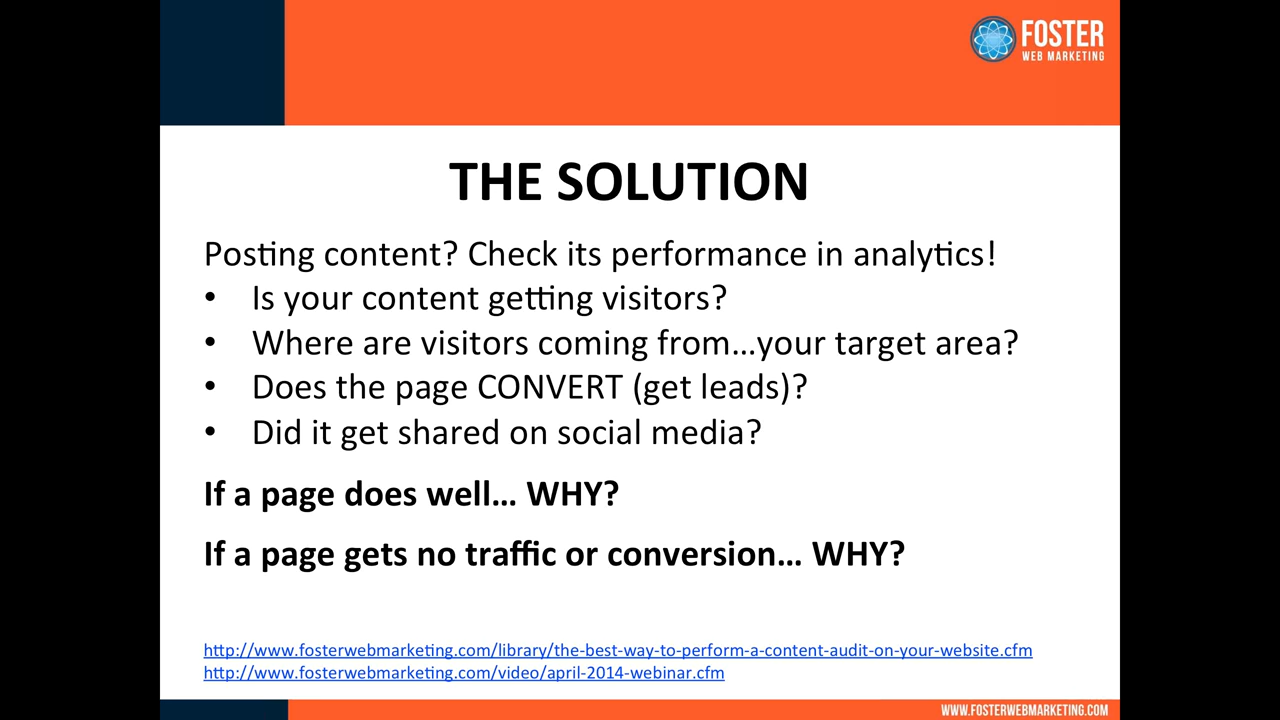 FOSTER
WEB MARKETING
THE SOLUTION
Posting content? Check its performance in analytics!
• Is your content getting visitors?
• Where are visitors coming from...your target area?
• Does the page CONVERT (get leads)?
• Did it get shared on social media?
If a page does well... WHY?
If a page gets no traffic or conversion... WHY?
http://www.fosterwebmarketing.com/library/the-best-way-to-perform-a-content-audit-on-your-website.cfm
http://www.fosterwebmarketing.com/video/april-2014-webinar.cfm
WWW.FOSTERWEBMARKETING.COM